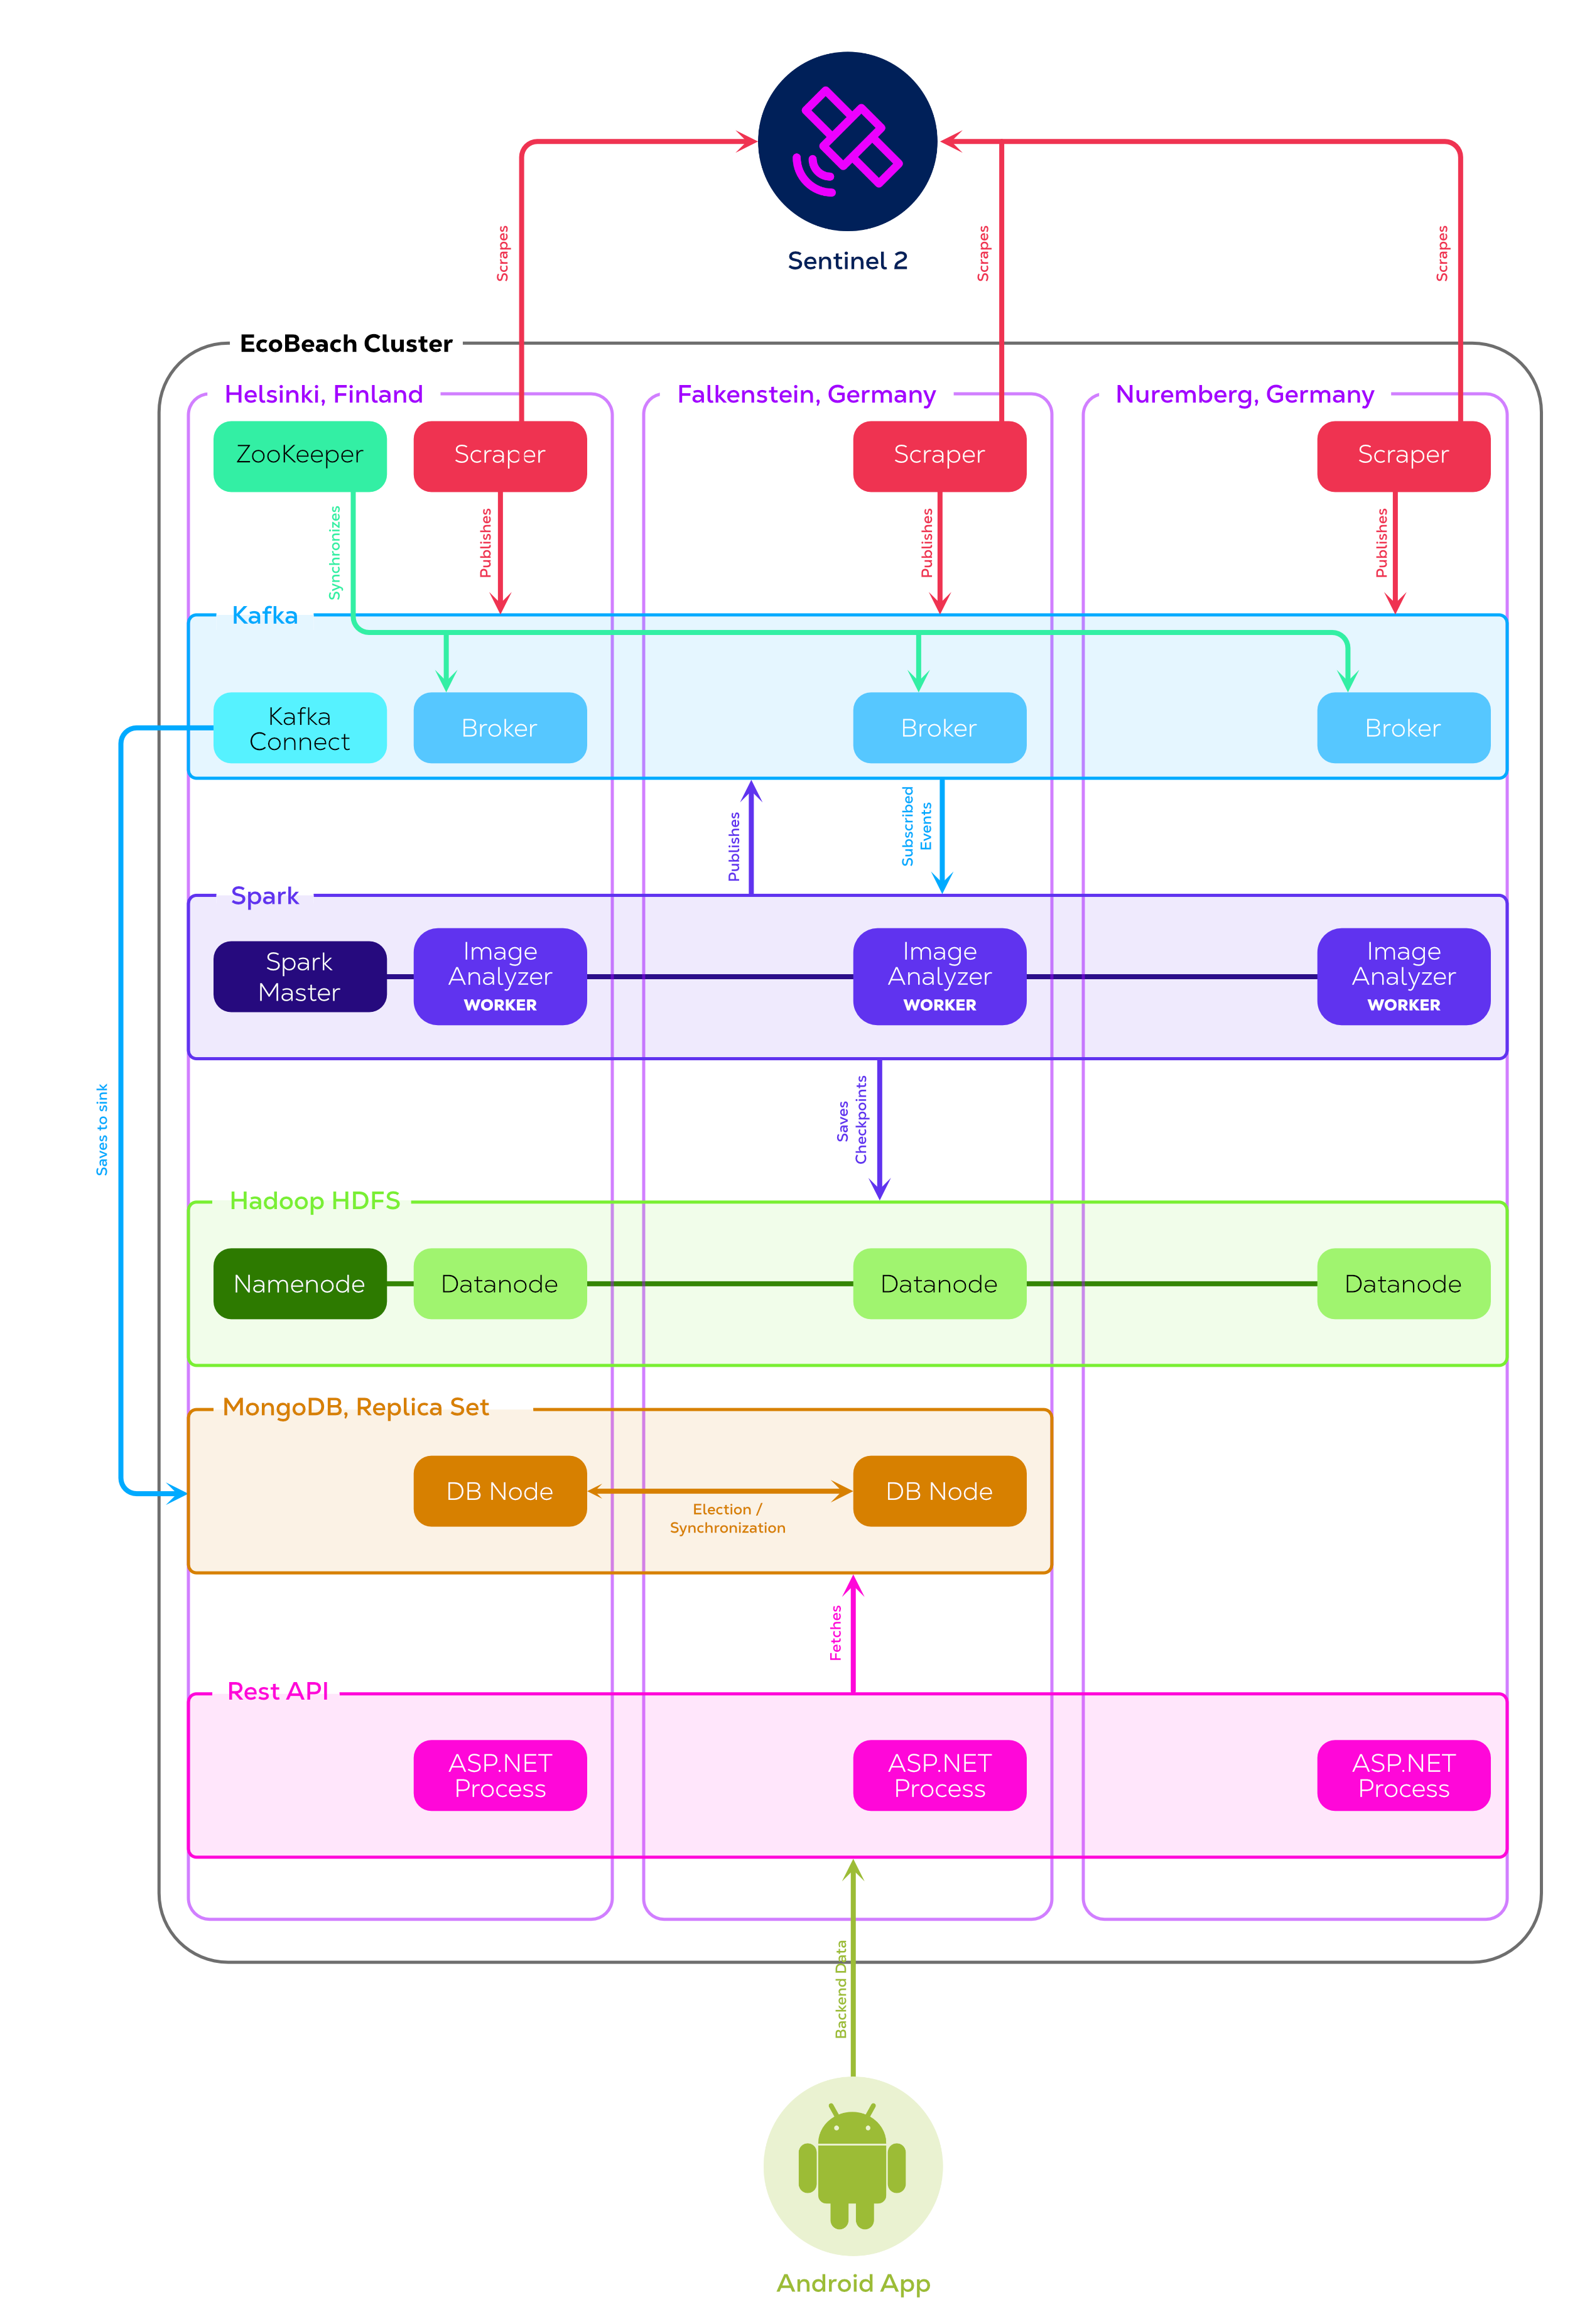 Sentinel 2
Scrapes
Scrapes
Scrapes
EcoBeach Cluster
Helsinki, Finland
Falkenstein, Germany
Nuremberg, Germany
ZooKeeper
Scraper
Scraper
Scraper
Synchronizes
Publishes
Publishes
Publishes
Kafka
Kafka
Connect
Broker
Broker
Broker
Publishes
Subscribed
Events
Spark
Spark
Master
Image
Analyzer
WORKER
Image
Analyzer
WORKER
Image
Analyzer
WORKER
Saves to sink
Saves
Checkpoints
Hadoop HDFS
Namenode
Datanode
Datanode
Datanode
MongoDB, Replica Set
DB Node
DB Node
Election /
Synchronization
Fetches
Rest API
ASP.NET
Process
ASP.NET
Process
ASP.NET
Process
Backend Data
Android App